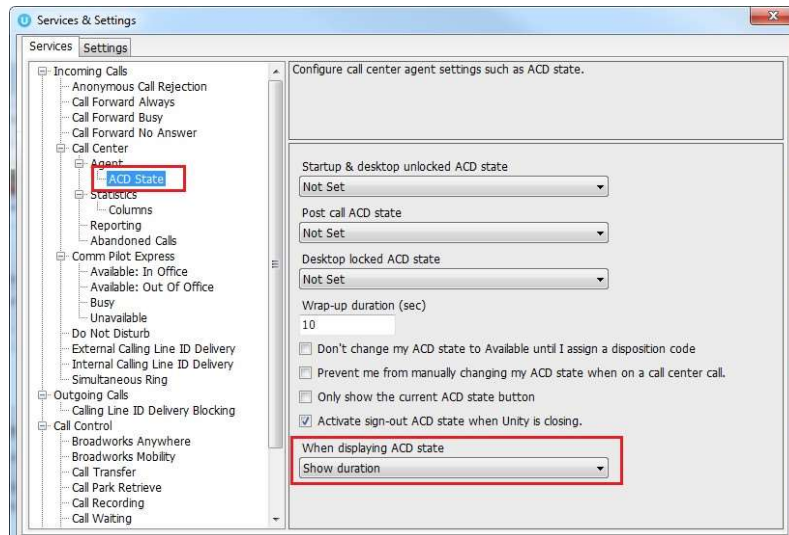 Services & Settings
Services Settings
Incoming Calls
Anonymous Call Rejection
Call Forward Always
Call Forward Busy
Call Forward No Answer
Call Center
Agent
ACD State
Statistics
Columns
Reporting
Abandoned Calls
Comm Pilot Express
Available: In Office
Available: Out Of Office
Busy
Unavailable
Do Not Disturb
External Calling Line ID Delivery
Internal Calling Line ID Delivery
Simultaneous Ring
Outgoing Calls
Calling Line ID Delivery Blocking
Call Control
Broadworks Anywhere
Broadworks Mobility
Call Transfer
Call Park Retrieve
Call Recording
Call Waiting
Configure call center agent settings such as ACD state.
Startup & desktop unlocked ACD state
Not Set
Post call ACD state
Not Set
Desktop locked ACD state
Not Set
Wrap-up duration (sec)
10
Don't change my ACD state to Available until I assign a disposition code
Prevent me from manually changing my ACD state when on a call center call.
Only show the current ACD state button
Activate sign-out ACD state when Unity is closing.
When displaying ACD state
Show duration